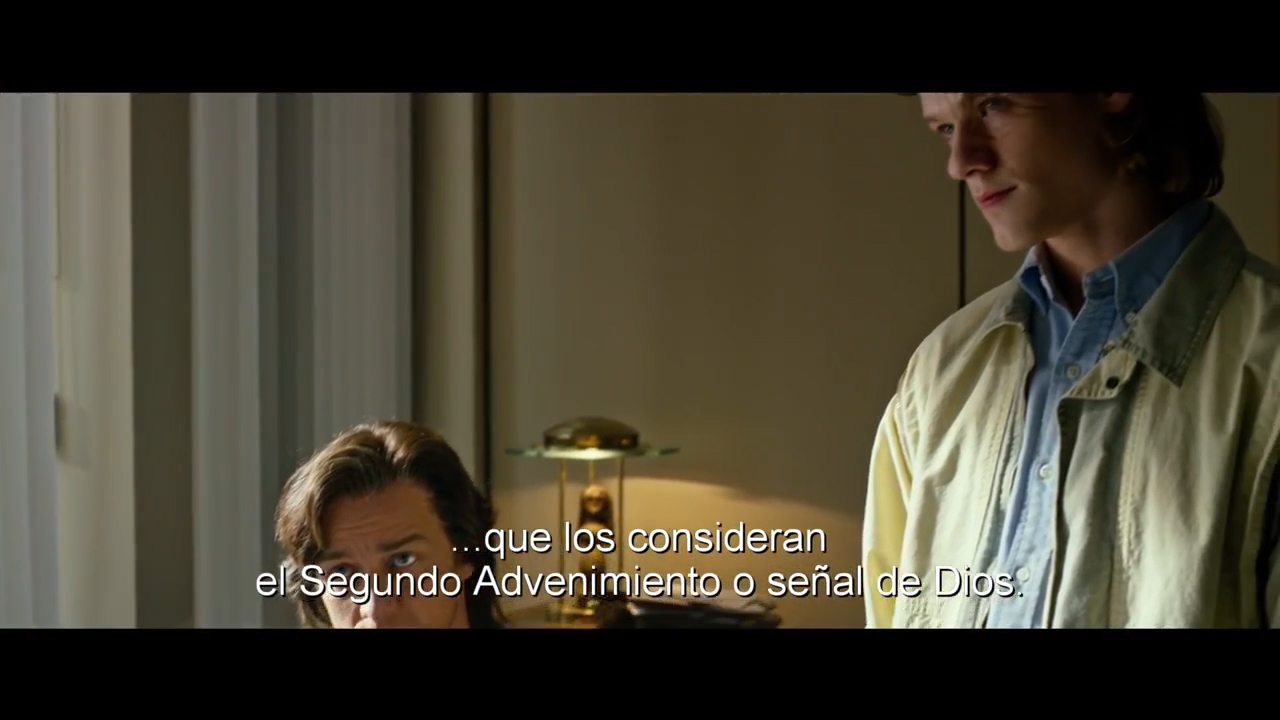 ...que los consideran
el Segundo Advenimiento o señal de Dios.